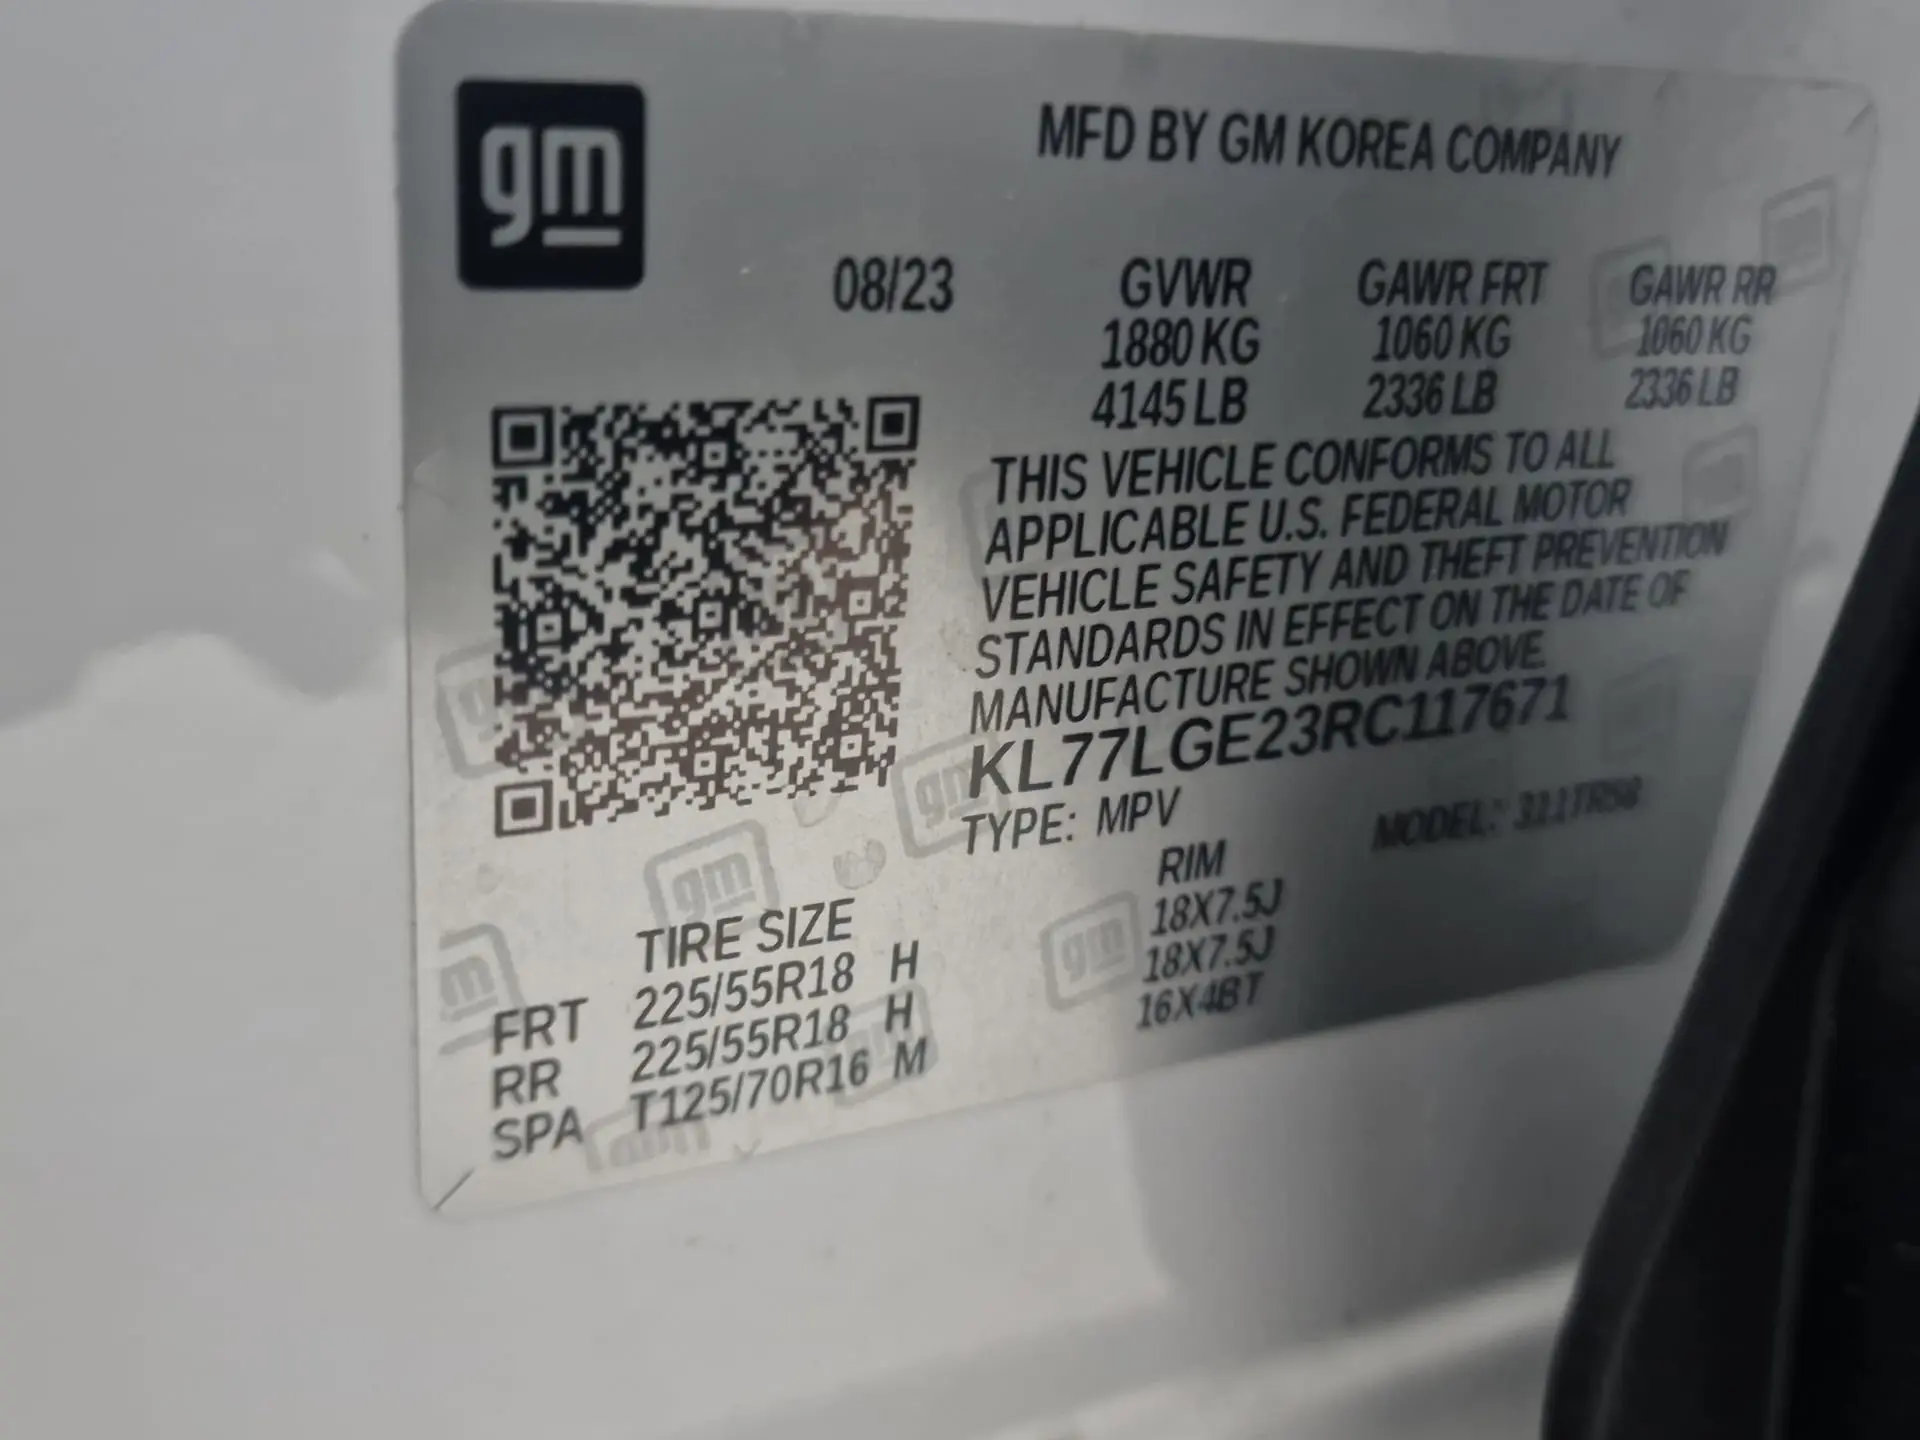 gm
MFD BY GM KOREA COMPANY
08/23 GVWR GAWR FRT GAWR RR
1880 KG 1060 KG 1060 KG
4145 LB 2336 LB 2336 LB
THIS VEHICLE CONFORMS TO ALL
APPLICABLE U.S. FEDERAL MOTOR
VEHICLE SAFETY AND THEFT PREVENTION
STANDARDS IN EFFECT ON THE DATE OF
MANUFACTURE SHOWN ABOVE
KL77LGE23RC117671
TYPE: MPV MODEL:
TIRE SIZE RIM
FRT 225/55R18 H 18X7.5J
RR 225/55R18 H 18X7.5J
SPA T125/70R16 M 16X4BT